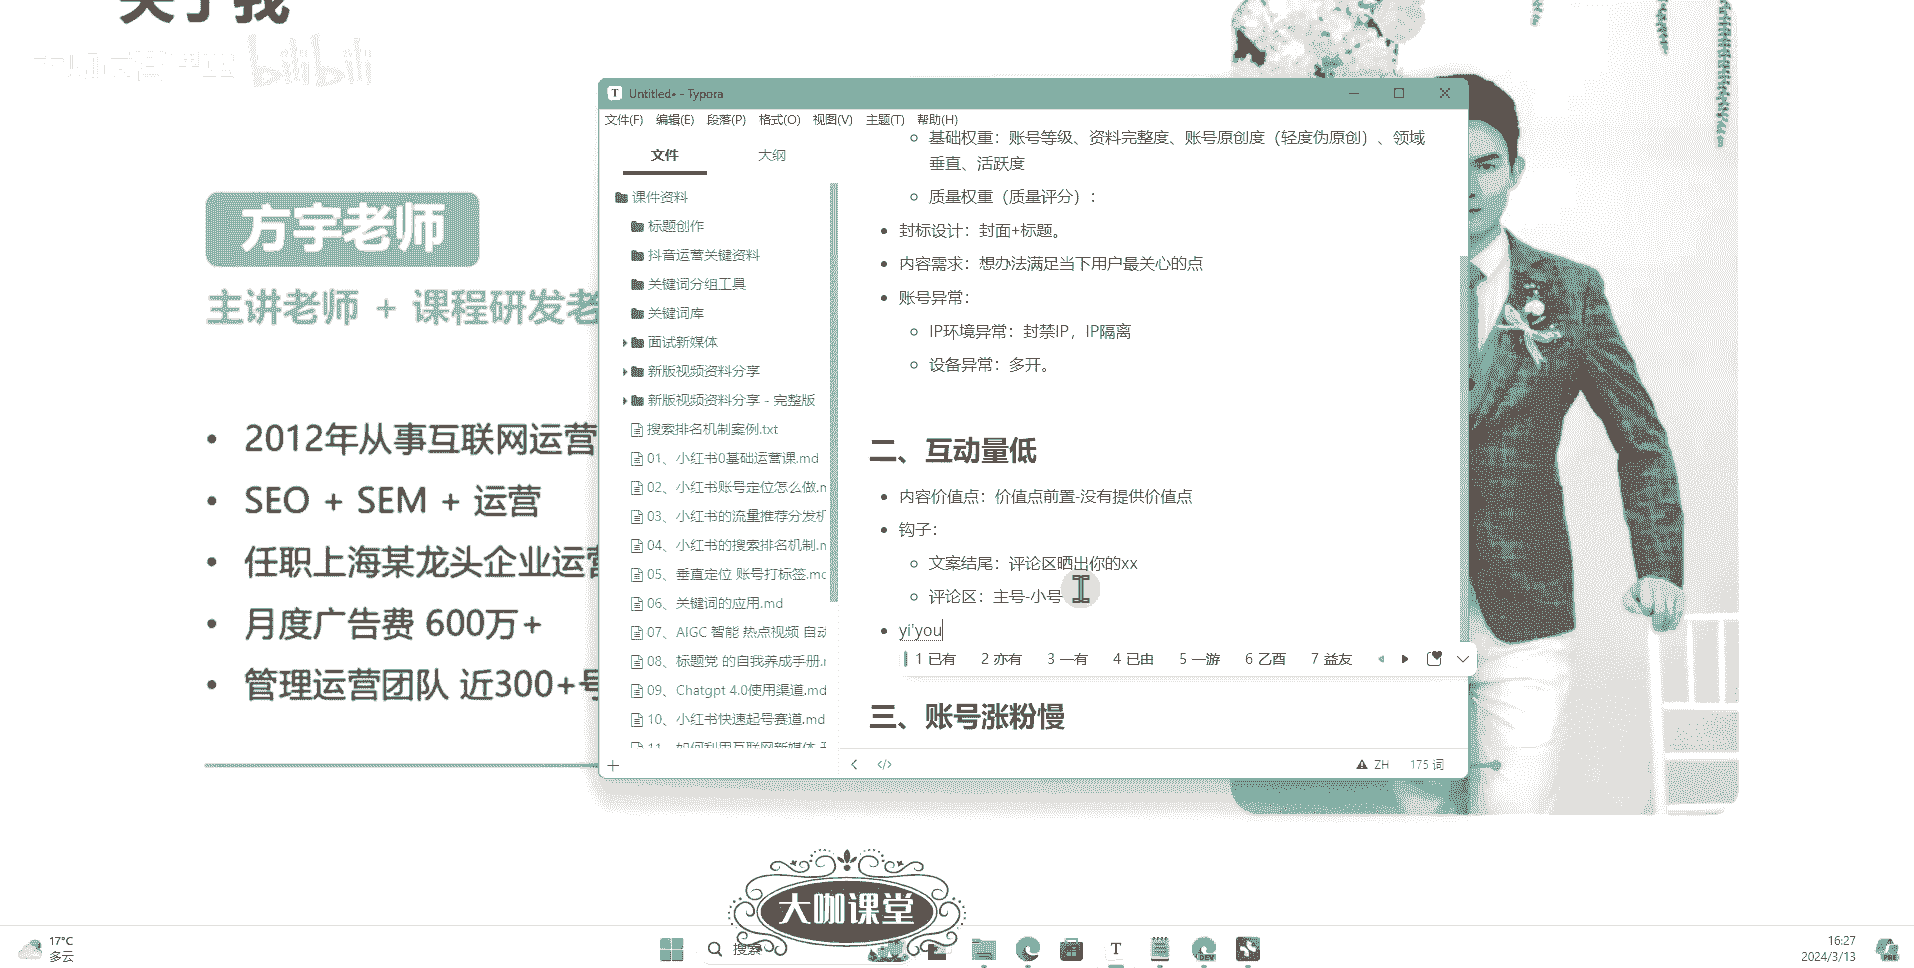 关于我
bilibili
方宇老师
主讲老师 + 课程研发老
2012年从事互联网运营
SEO + SEM + 运营
任职上海某龙头企业运营
月度广告费 600万+
管理运营团队 近300+号
Untitled• - Typora
文件(F) 编辑(E) 段落(P) 格式(O) 视图(V) 主题(T) 帮助(H)
文件 大纲
课件资料
标题创作
抖音运营关键资料
关键词分组工具
关键词库
面试新媒体
新版视频资料分享
新版视频资料分享 - 完整版
搜索排名机制案例.txt
01、小红书0基础运营课.md
02、小红书账号定位怎么做.m
03、小红书的流量推荐分发机
04、小红书的搜索排名机制.m
05、垂直定位 账号打标签.md
06、关键词的应用.md
07、AIGC 智能 热点视频 自动
08、标题党 的自我养成手册.m
09、Chatgpt 4.0使用渠道.md
10、小红书快速起号赛道.md
11、如何利用互联网新媒体
基础权重：账号等级、资料完整度、账号原创度（轻度伪原创）、领域
垂直、活跃度
质量权重（质量评分）：
封标设计：封面+标题。
内容需求：想办法满足当下用户最关心的点
账号异常：
IP环境异常：封禁IP，IP隔离
设备异常：多开。
二、互动量低
内容价值点：价值点前置-没有提供价值点
钩子：
文案结尾：评论区晒出你的xx
评论区：主号-小号
yi'you
1 已有 2 亦有 3 一有 4 已由 5 一游 6 乙酉 7 益友
三、账号涨粉慢
ZH 175 词
大咖课堂
17°C
多云
搜索
T
DEV
16:27
2024/3/13
PRE